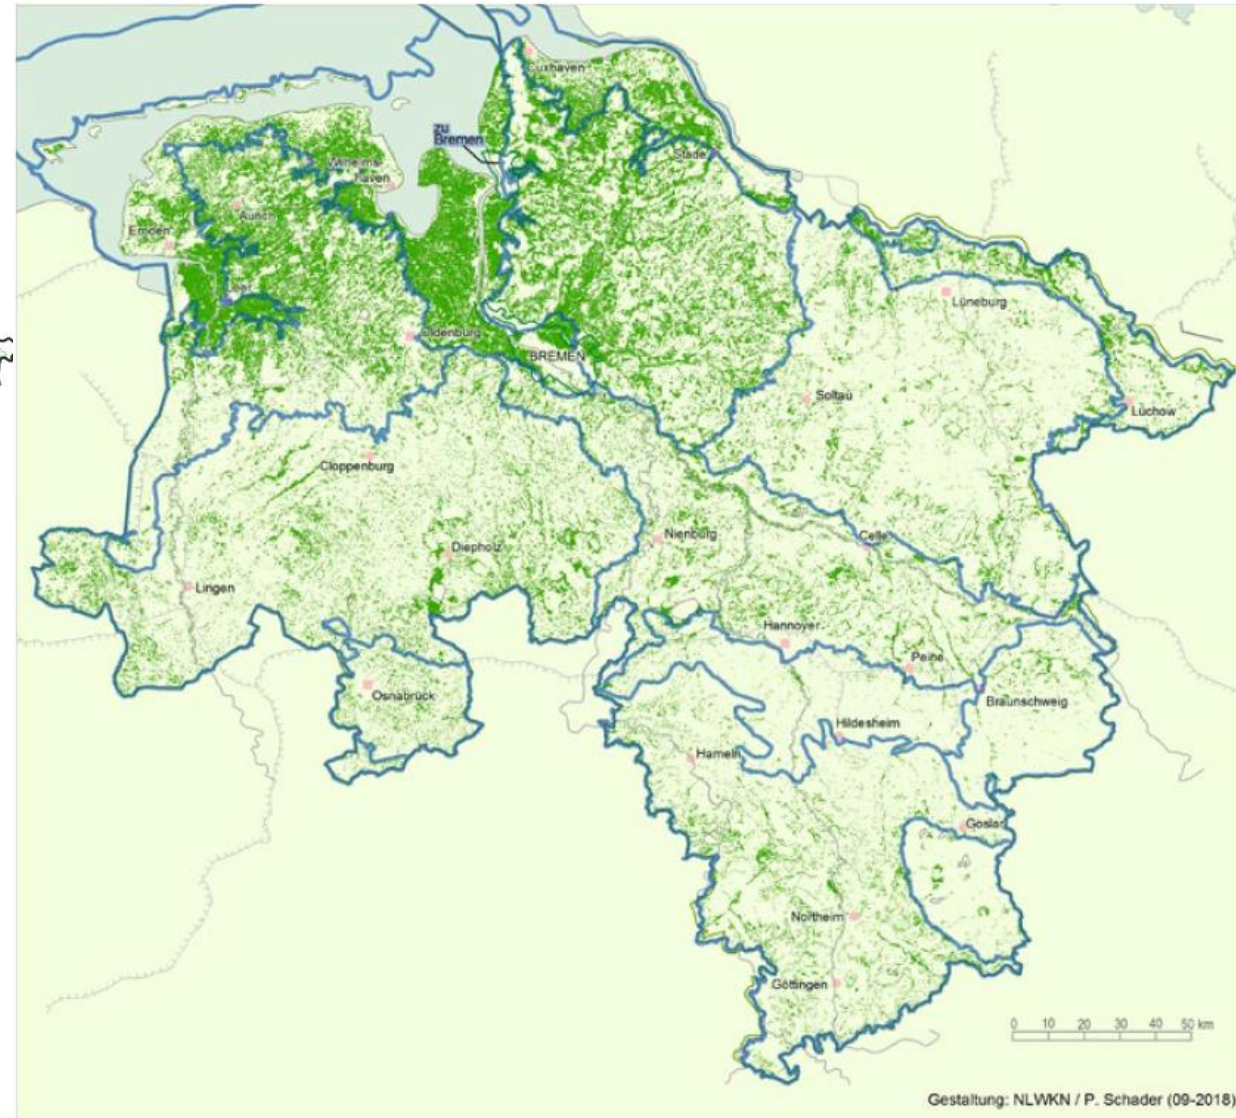 Cuxhaven
zu
Bremen
Stade
Wilhelms-
haven
Aurich
Emden
Leer
Lüneburg
Oldenburg
BREMEN
Soltau
Lüchow
Cloppenburg
Nienburg
Celle
Diepholz
Lingen
Hannover
Peine
Osnabrück
Braunschweig
Hildesheim
Hameln
Goslar
Northeim
Göttingen
0 10 20 30 40 50 km
Gestaltung: NLWKN / P. Schader (09-2018)